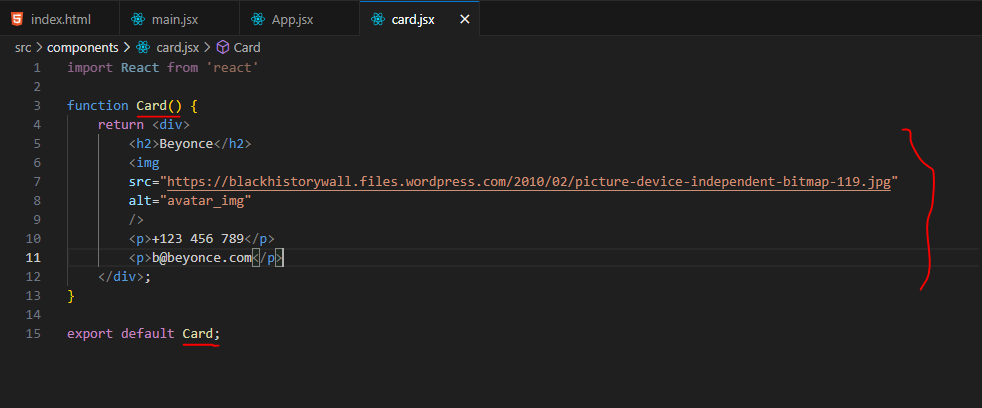 index.html main.jsx App.jsx card.jsx
src > components > card.jsx > Card
1 import React from 'react'
2
3 function Card() {
4 return <div>
5 <h2>Beyonce</h2>
6 <img
7 src="https://blackhistorywall.files.wordpress.com/2010/02/picture-device-independent-bitmap-119.jpg"
8 alt="avatar_img"
9 />
10 <p>+123 456 789</p>
11 <p>b@beyonce.com</p>
12 </div>;
13 }
14
15 export default Card;